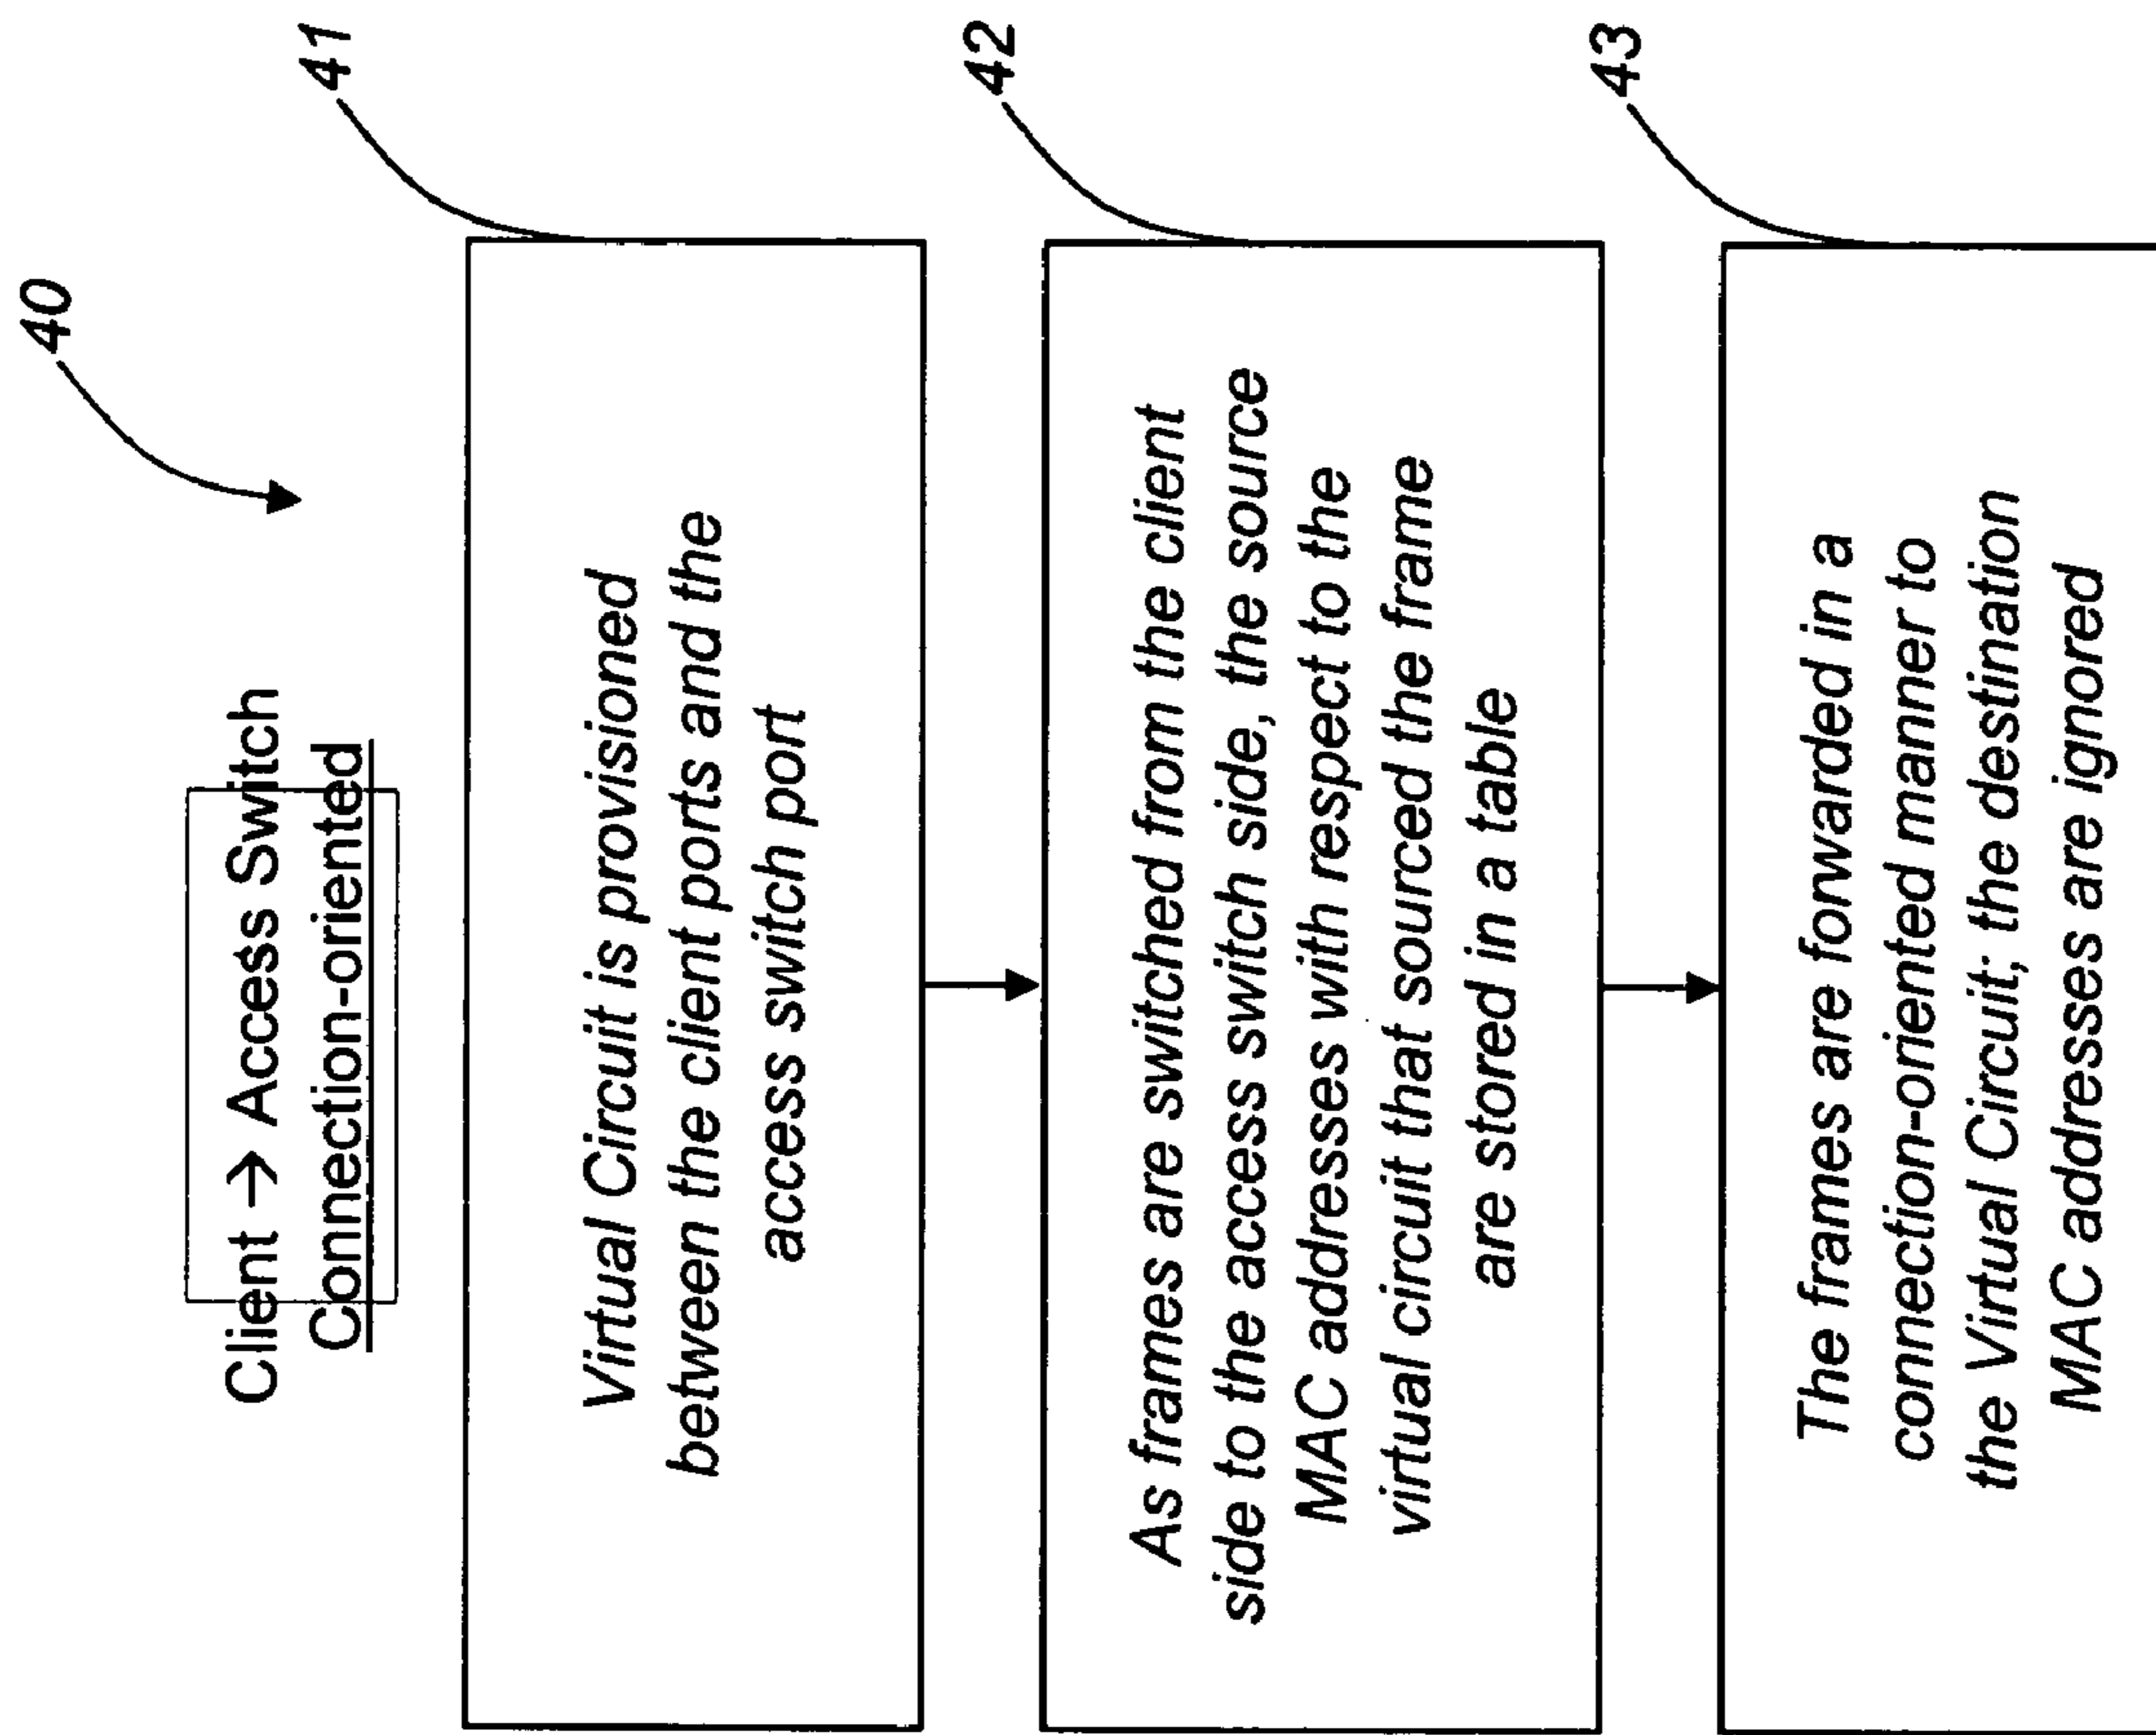 40
Client → Access Switch
Connection-oriented
41
Virtual Circuit is provisioned
between the client ports and the
access switch port
42
As frames are switched from the client
side to the access switch side, the source
MAC addresses with respect to the
virtual circuit that sourced the frame
are stored in a table
43
The frames are forwarded in a
connection-oriented manner to
the Virtual Circuit; the destination
MAC addresses are ignored